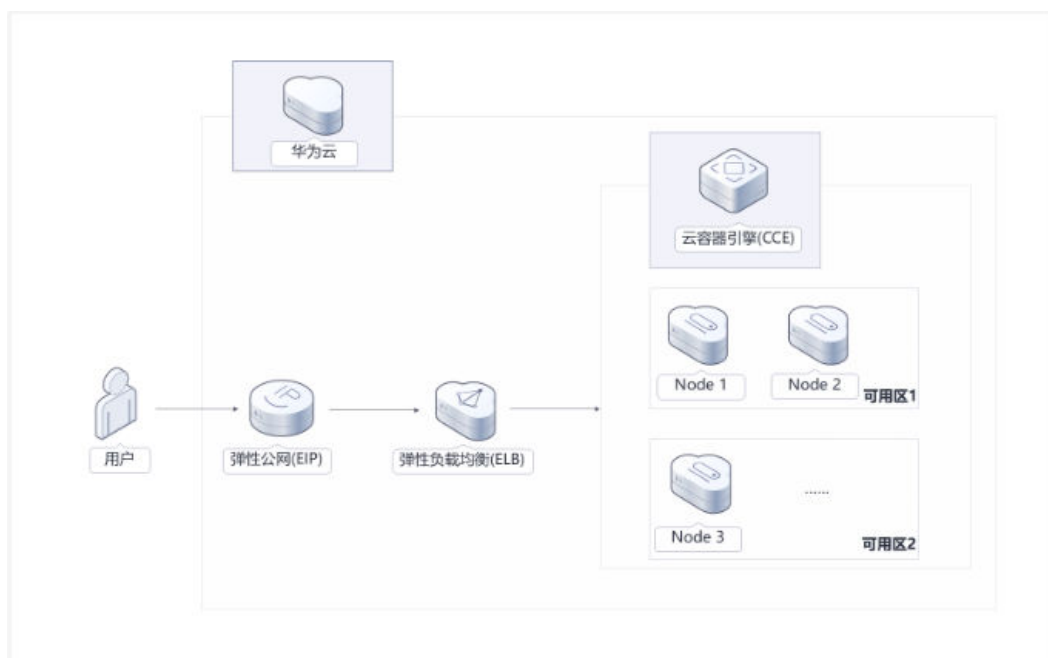 华为云
云容器引擎(CCE)
Node 1
Node 2
可用区1
用户
弹性公网(EIP)
弹性负载均衡(ELB)
Node 3
......
可用区2
IP